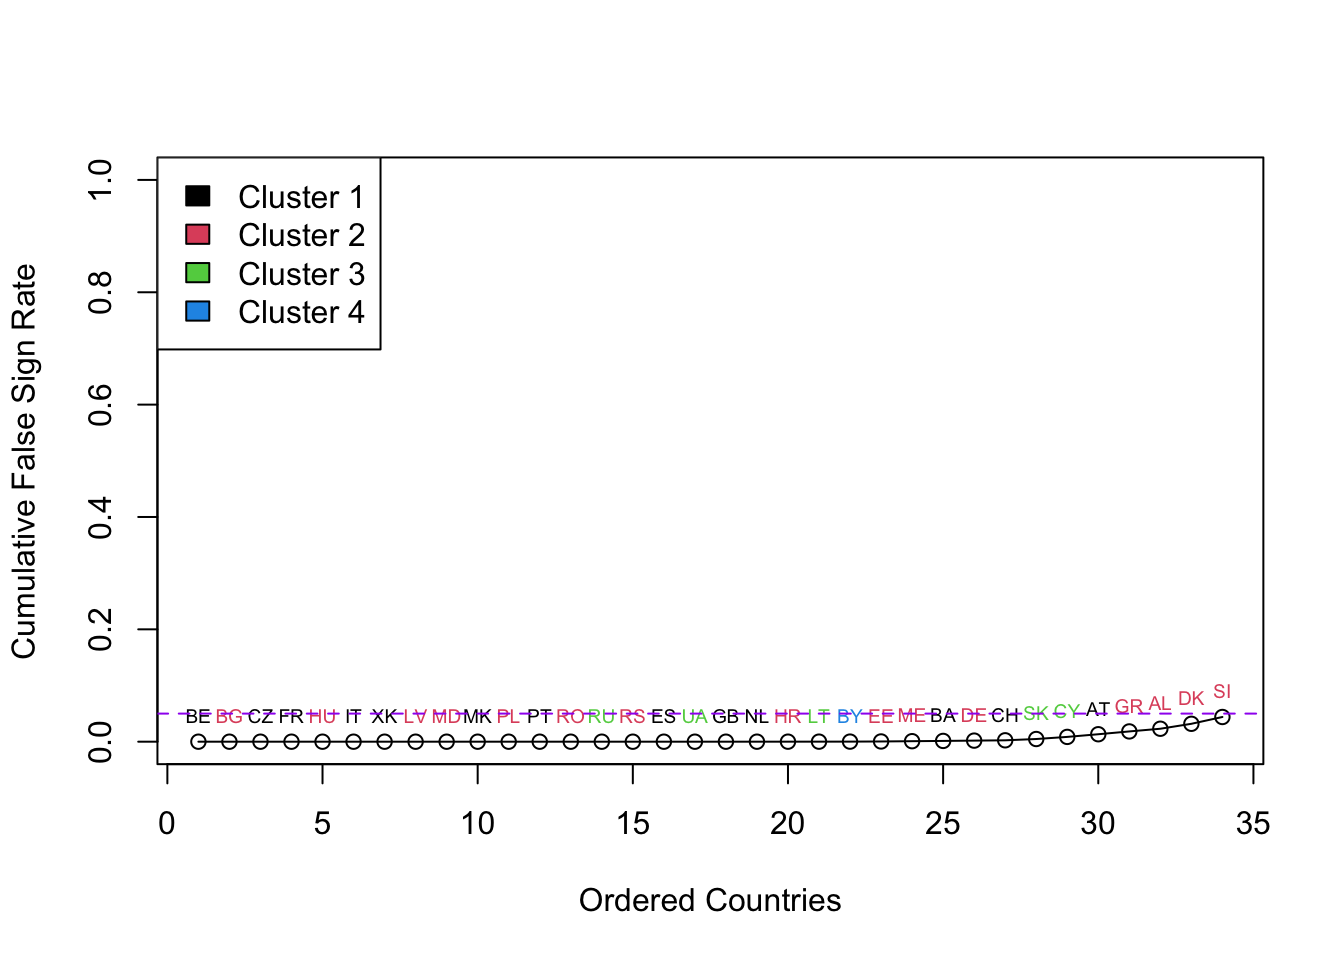 Cluster 1
Cluster 2
Cluster 3
Cluster 4
Cumulative False Sign Rate
1.0
0.8
0.6
0.4
0.2
0.0
BE BG CZ FR HU IT XK LV MD MK PL PT RO RU RS ES UA GB NL HR LT BY EE ME BA DE CH SK CY AT GR AL DK SI
0 5 10 15 20 25 30 35
Ordered Countries